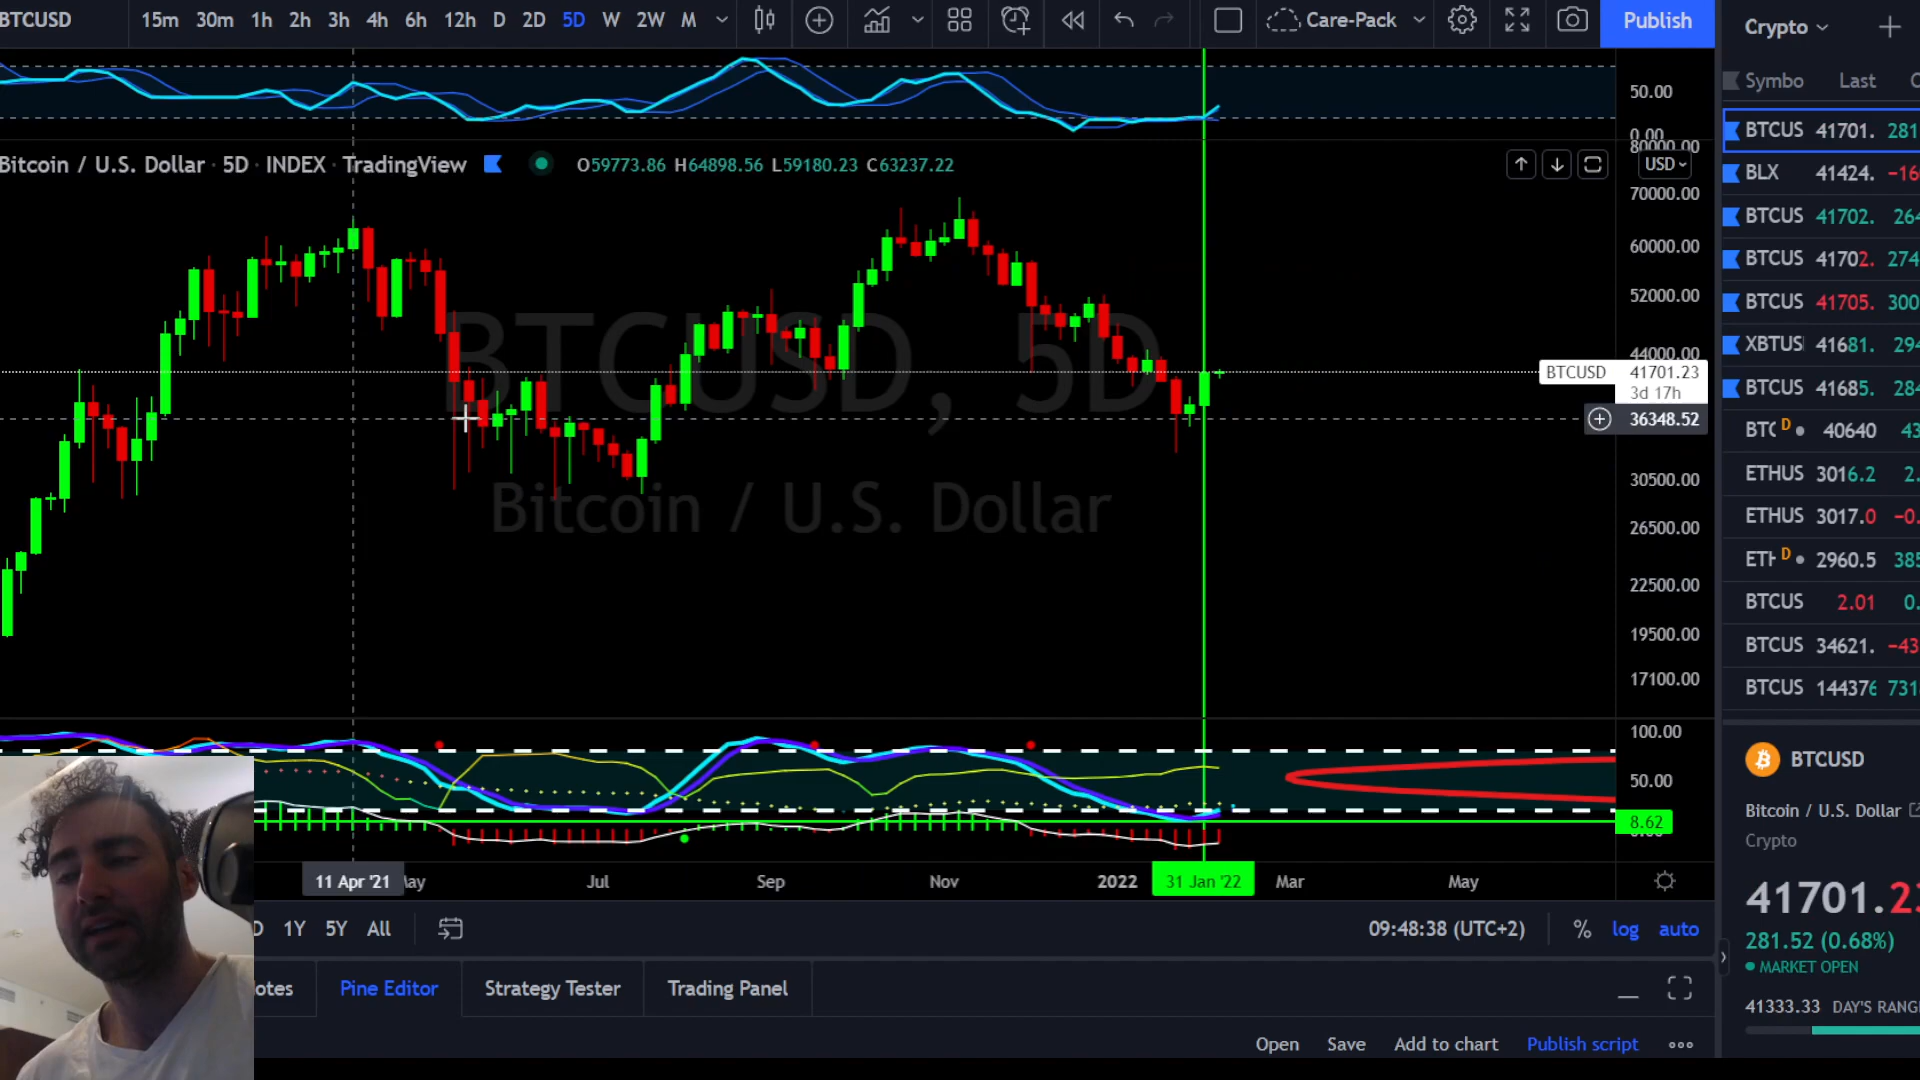 BTCUSD 15m 30m 1h 2h 3h 4h 6h 12h D 2D 5D W 2W M Care-Pack Publish
Crypto
Symbo Last
50.00
0.00
BTCUS 41701. 281
80000.00
Bitcoin / U.S. Dollar · 5D · INDEX · TradingView O59773.86 H64898.56 L59180.23 C63237.22
USD
BLX 41424. −16
70000.00
BTCUS 41702. 264
60000.00
BTCUS 41702. 274
52000.00
BTCUS 41705. 300
BTCUSD, 5D
Bitcoin / U.S. Dollar
44000.00
XBTUS 41681. 294
BTCUSD 41701.23
3d 17h
BTCUS 41685. 284
36348.52
BTC D 40640 43
30500.00
ETHUS 3016.2 2.
26500.00
ETHUS 3017.0 −0.
22500.00
ETH D 2960.5 385
BTCUS 2.01 0.
19500.00
BTCUS 34621. −43
17100.00
BTCUS 144376 731
100.00
50.00
8.62
BTCUSD
Bitcoin / U.S. Dollar
Crypto
11 Apr '21 Jul Sep Nov 2022 31 Jan '22 Mar May
41701.23
281.52 (0.68%)
MARKET OPEN
41333.33 DAY'S RANG
1Y 5Y All
09:48:38 (UTC+2) % log auto
otes Pine Editor Strategy Tester Trading Panel
Open Save Add to chart Publish script